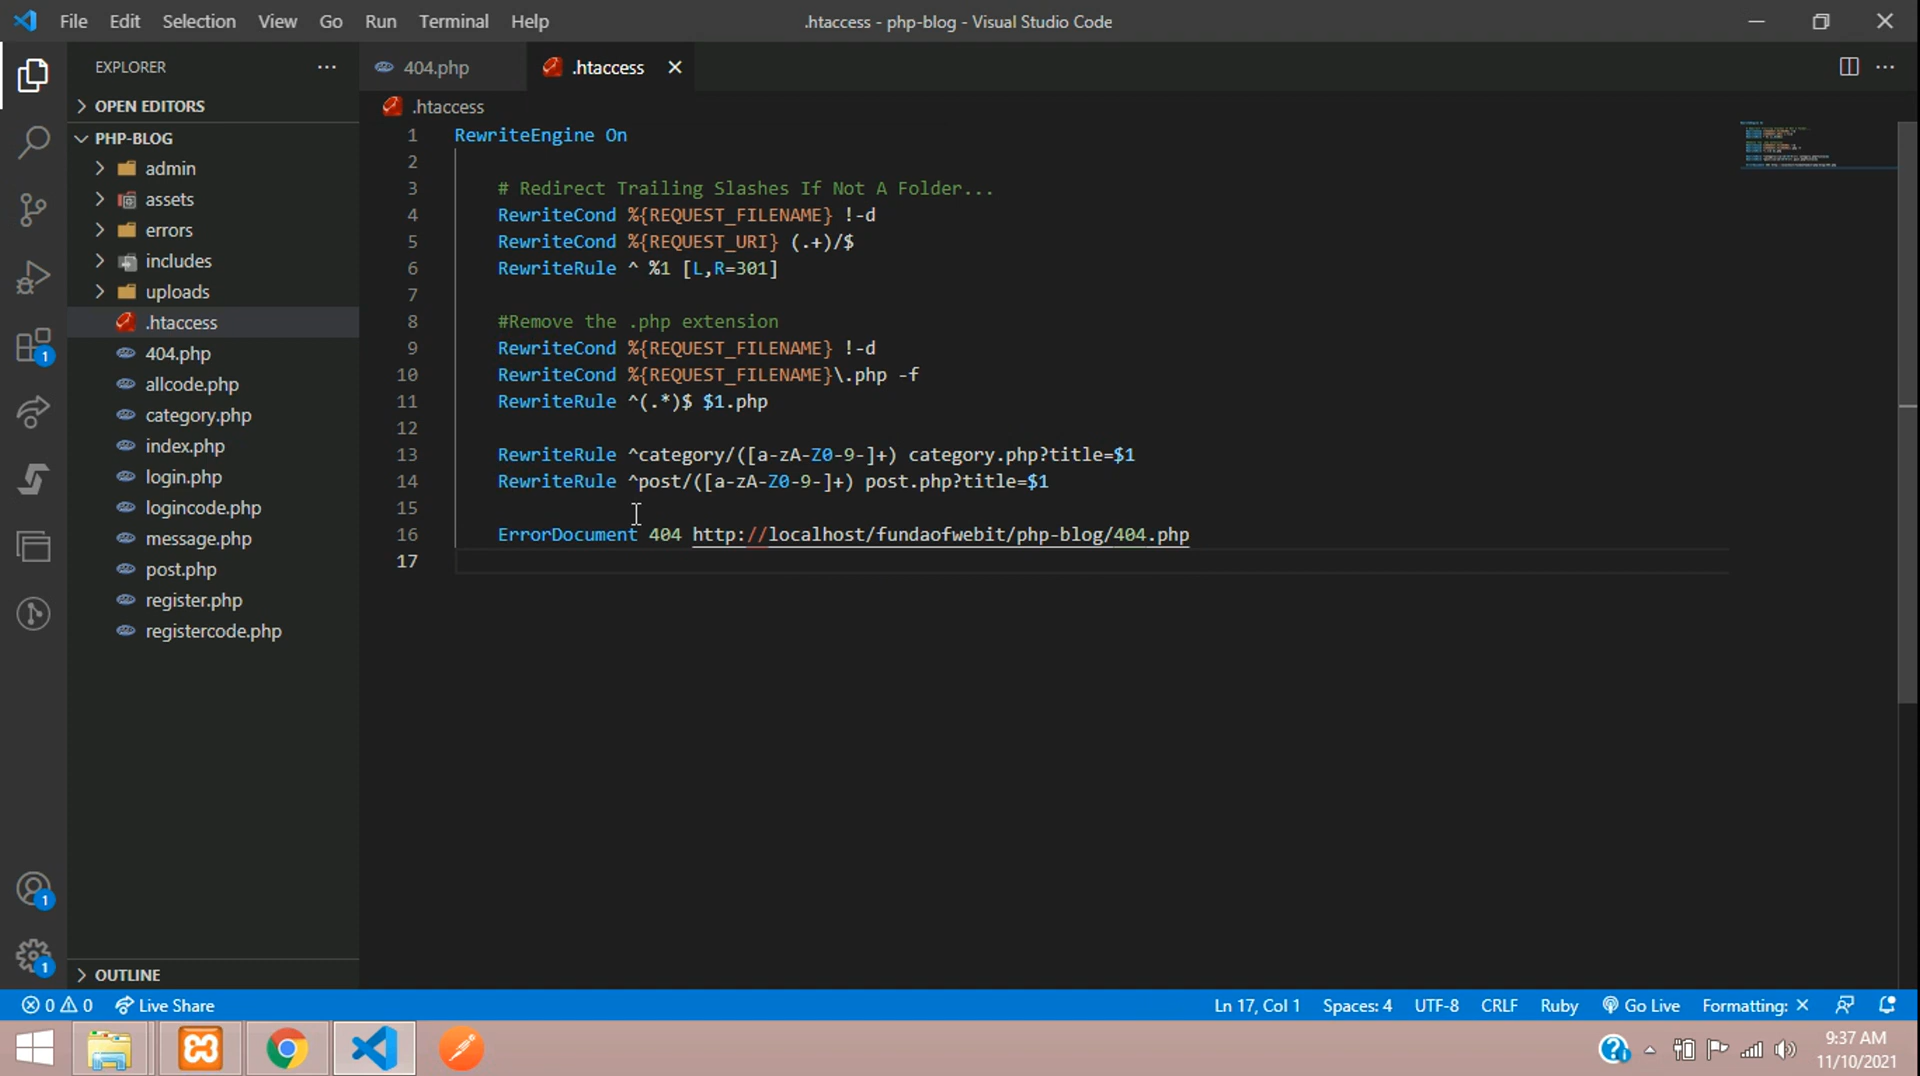 File Edit Selection View Go Run Terminal Help
.htaccess - php-blog - Visual Studio Code
EXPLORER
404.php
.htaccess
OPEN EDITORS
.htaccess
PHP-BLOG
admin
assets
errors
includes
uploads
.htaccess
404.php
allcode.php
category.php
index.php
login.php
logincode.php
message.php
post.php
register.php
registercode.php
OUTLINE
1 RewriteEngine On
2
3 # Redirect Trailing Slashes If Not A Folder...
4 RewriteCond %{REQUEST_FILENAME} !-d
5 RewriteCond %{REQUEST_URI} (.+)/$
6 RewriteRule ^ %1 [L,R=301]
7
8 #Remove the .php extension
9 RewriteCond %{REQUEST_FILENAME} !-d
10 RewriteCond %{REQUEST_FILENAME}\.php -f
11 RewriteRule ^(.*)$ $1.php
12
13 RewriteRule ^category/([a-zA-Z0-9-]+) category.php?title=$1
14 RewriteRule ^post/([a-zA-Z0-9-]+) post.php?title=$1
15
16 ErrorDocument 404 http://localhost/fundaofwebit/php-blog/404.php
17
1
1
1
0 0 Live Share
Ln 17, Col 1 Spaces: 4 UTF-8 CRLF Ruby Go Live Formatting: ×
9:37 AM
11/10/2021